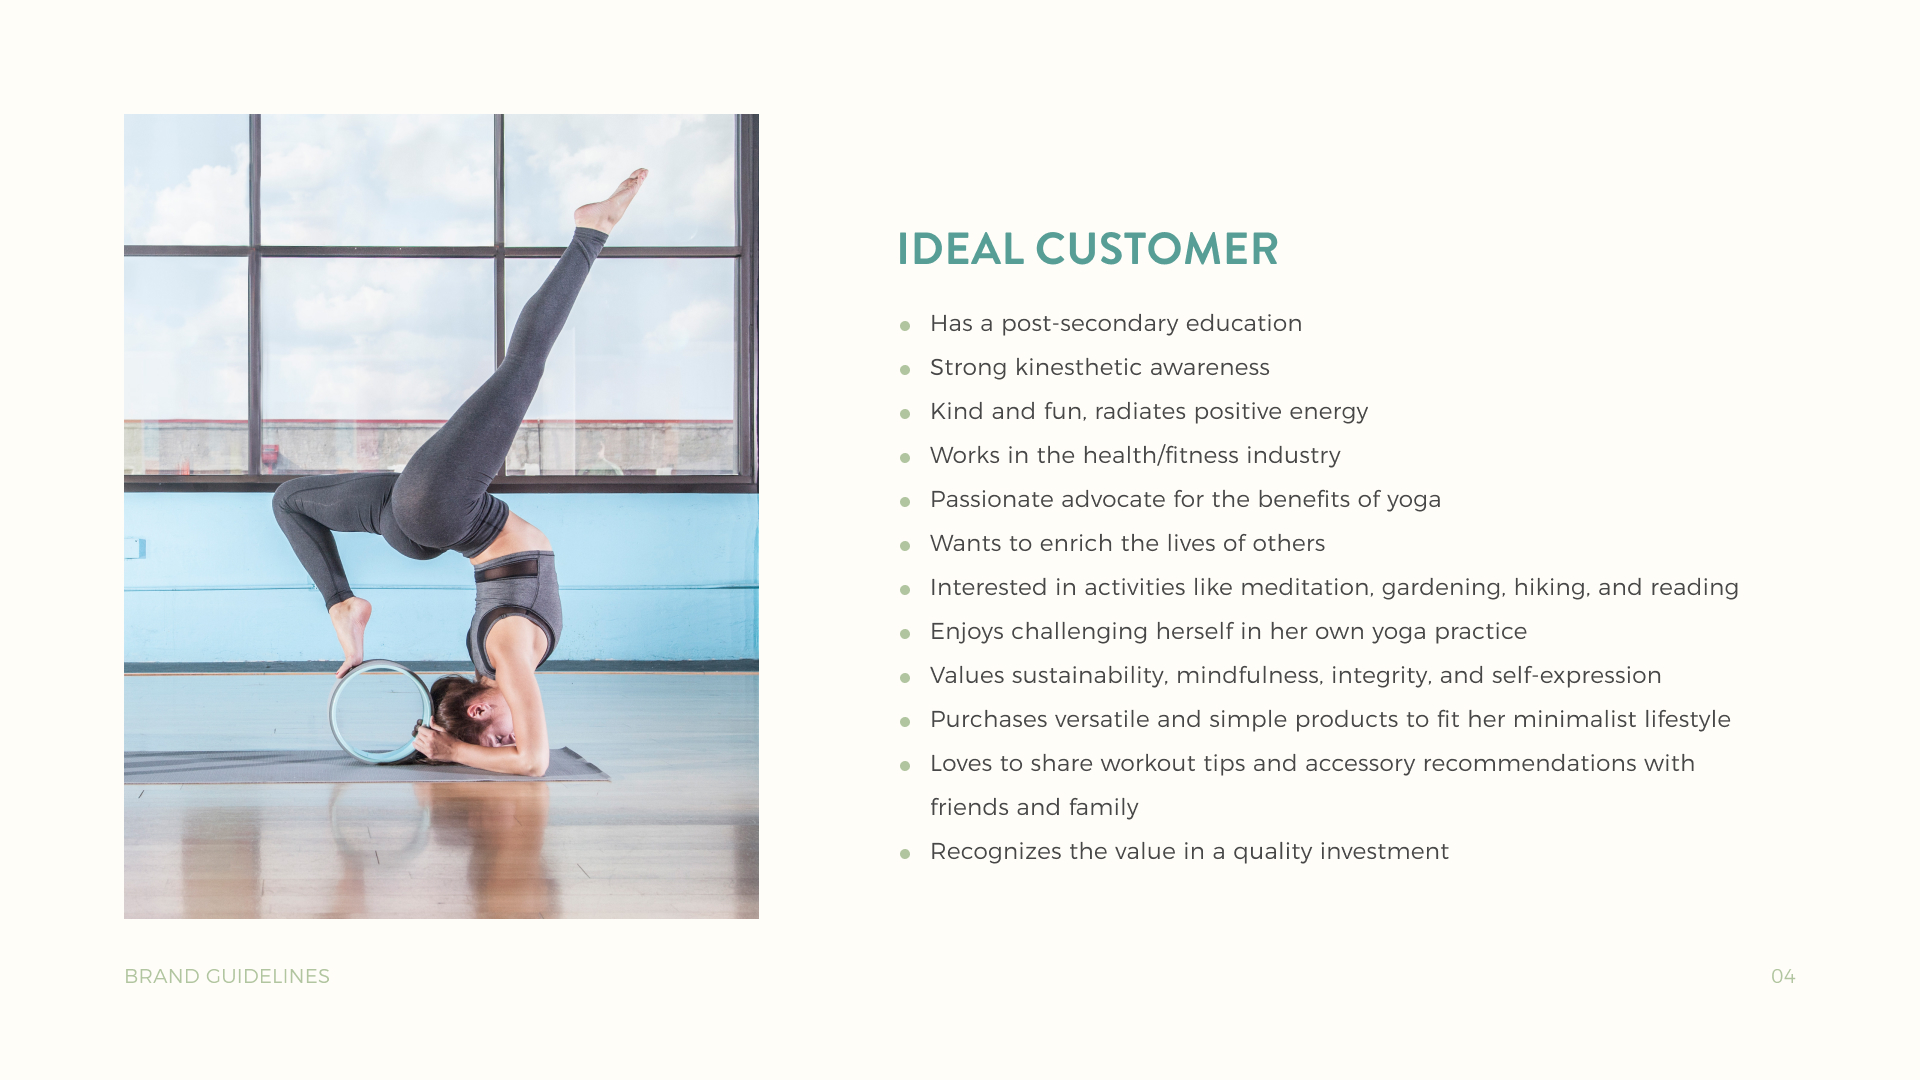 IDEAL CUSTOMER
Has a post-secondary education
Strong kinesthetic awareness
Kind and fun, radiates positive energy
Works in the health/fitness industry
Passionate advocate for the benefits of yoga
Wants to enrich the lives of others
Interested in activities like meditation, gardening, hiking, and reading
Enjoys challenging herself in her own yoga practice
Values sustainability, mindfulness, integrity, and self-expression
Purchases versatile and simple products to fit her minimalist lifestyle
Loves to share workout tips and accessory recommendations with
friends and family
Recognizes the value in a quality investment
BRAND GUIDELINES
04